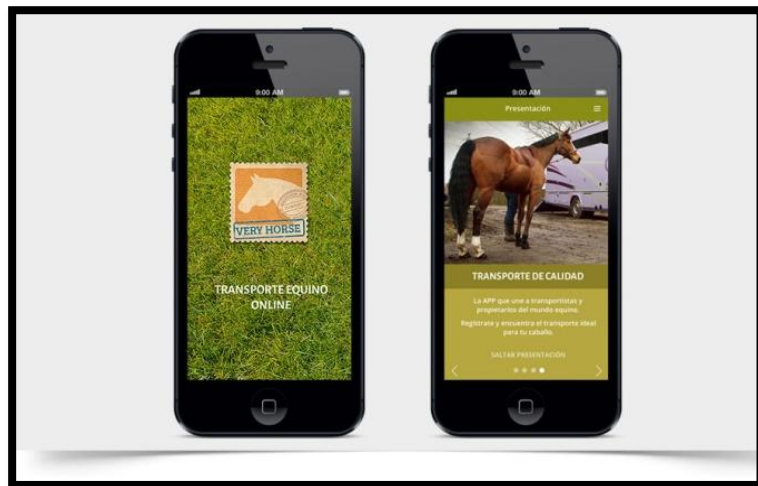 9:00 AM
VERY HORSE
TRANSPORTE EQUINO
ONLINE
9:00 AM
Presentación
TRANSPORTE DE CALIDAD
La APP que une a transportistas y
propietarios del mundo equino.
Regístrate y encuentra el transporte ideal
para tu caballo.
SALTAR PRESENTACIÓN